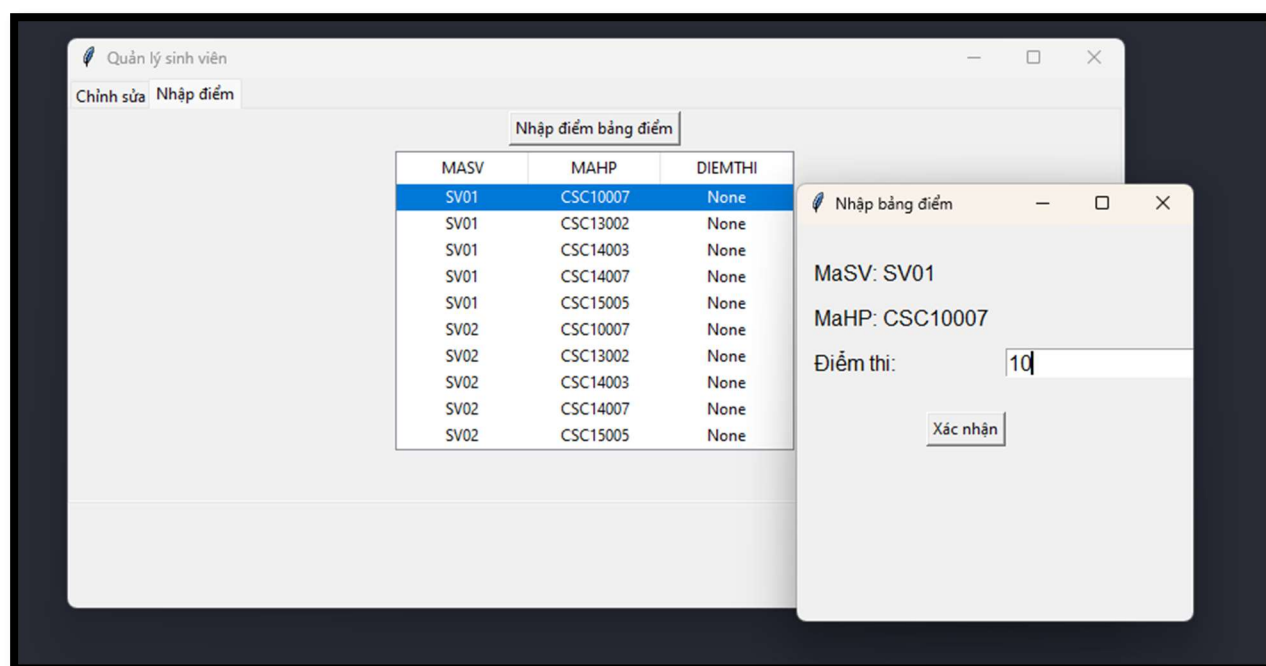 Quản lý sinh viên
Chỉnh sửa Nhập điểm
Nhập điểm bảng điểm
MASV MAHP DIEMTHI
SV01 CSC10007 None
SV01 CSC13002 None
SV01 CSC14003 None
SV01 CSC14007 None
SV01 CSC15005 None
SV02 CSC10007 None
SV02 CSC13002 None
SV02 CSC14003 None
SV02 CSC14007 None
SV02 CSC15005 None
Nhập bảng điểm
MaSV: SV01
MaHP: CSC10007
Điểm thi: 10
Xác nhận